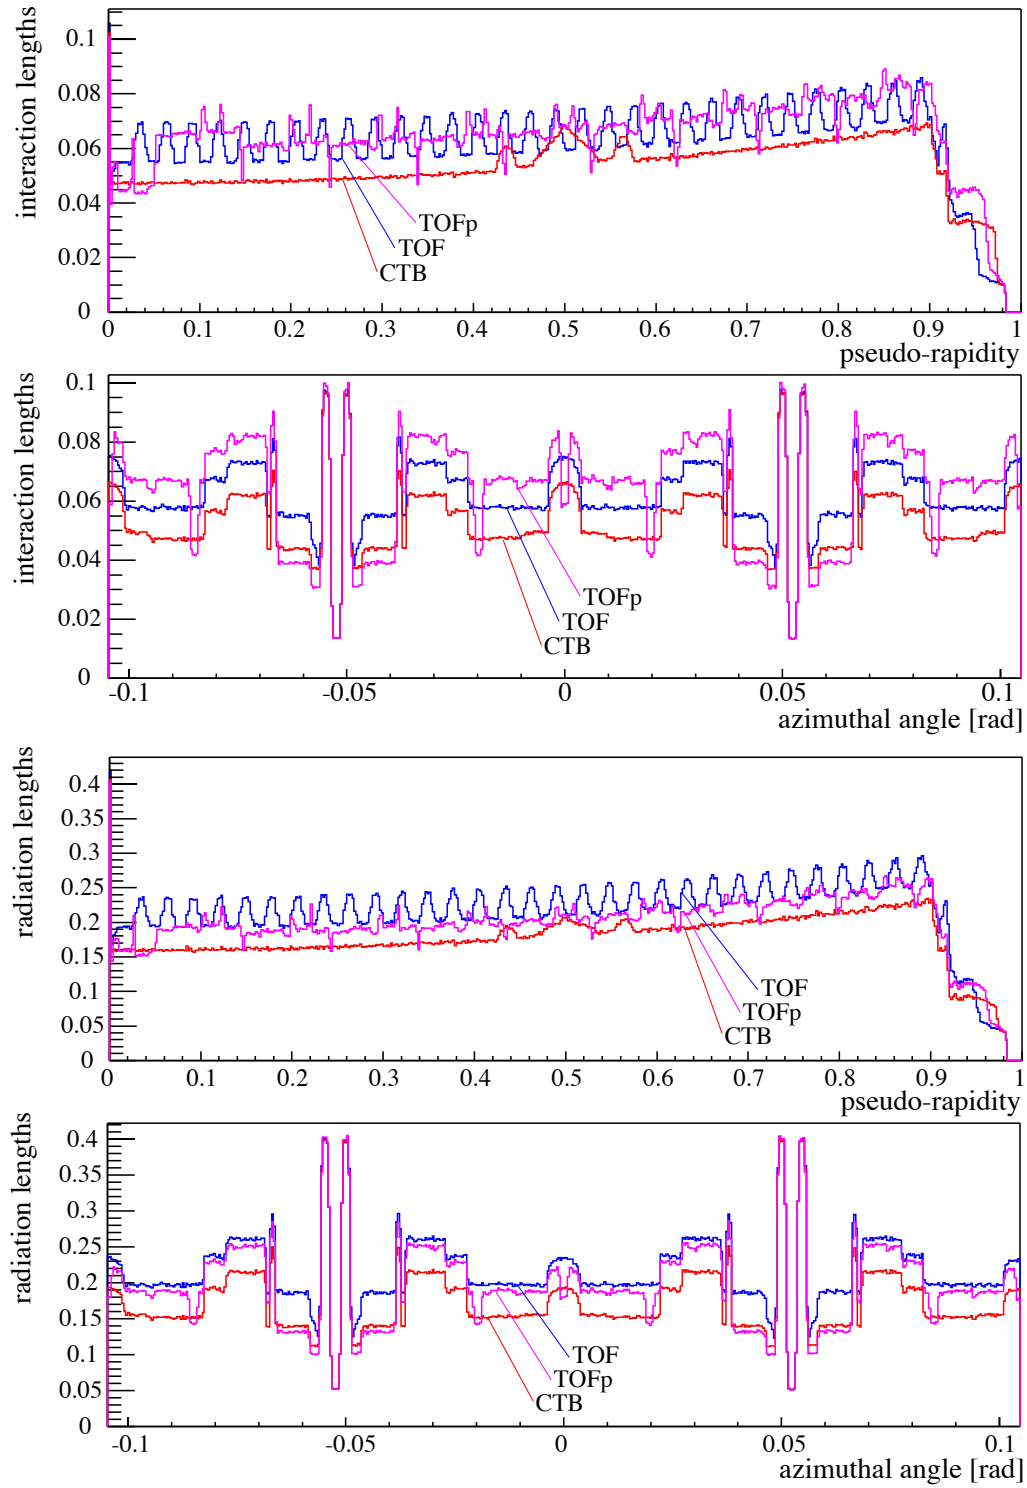 interaction lengths
0.1
0.08
0.06
0.04
0.02
0
TOFp
TOF
CTB
0 0.1 0.2 0.3 0.4 0.5 0.6 0.7 0.8 0.9 1
pseudo-rapidity
interaction lengths
0.1
0.08
0.06
0.04
0.02
0
TOFp
TOF
CTB
-0.1 -0.05 0 0.05 0.1
azimuthal angle [rad]
radiation lengths
0.4
0.35
0.3
0.25
0.2
0.15
0.1
0.05
0
TOF
TOFp
CTB
0 0.1 0.2 0.3 0.4 0.5 0.6 0.7 0.8 0.9 1
pseudo-rapidity
radiation lengths
0.4
0.35
0.3
0.25
0.2
0.15
0.1
0.05
0
TOF
TOFp
CTB
-0.1 -0.05 0 0.05 0.1
azimuthal angle [rad]